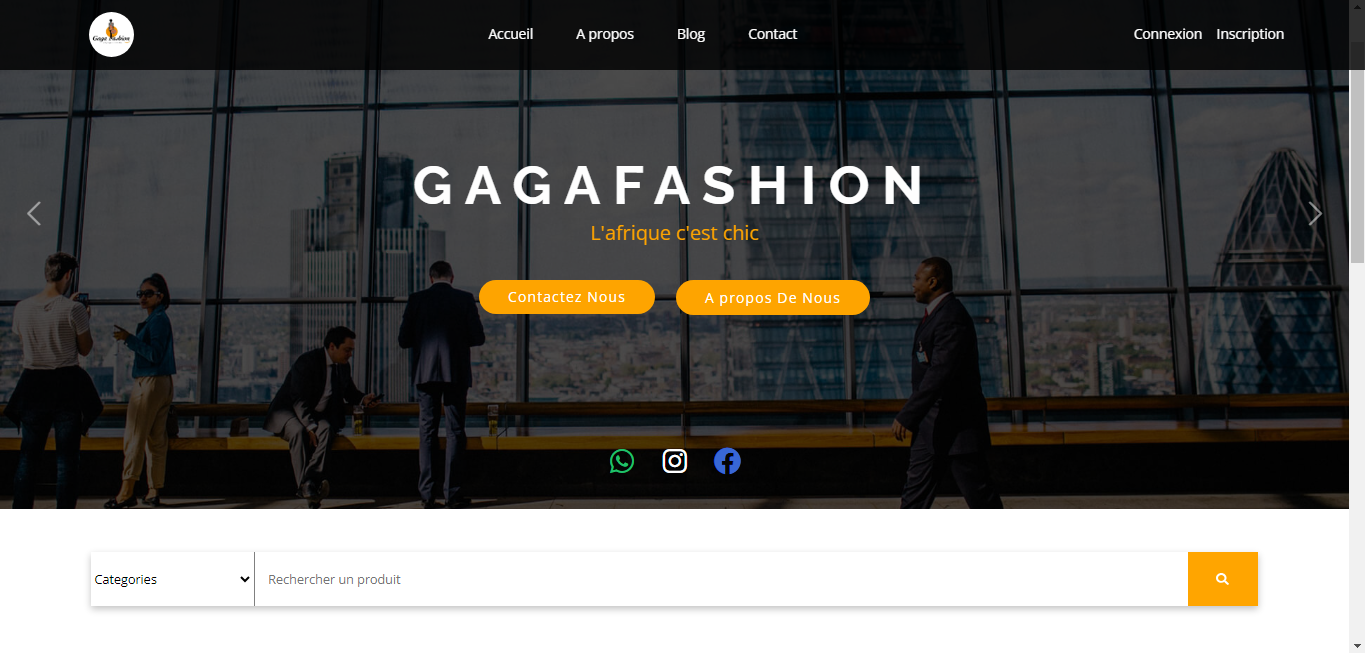 Gaga Fashion
Accueil
A propos
Blog
Contact
Connexion
Inscription
GAGAFASHION
L'afrique c'est chic
Contactez Nous
A propos De Nous
Categories
Rechercher un produit